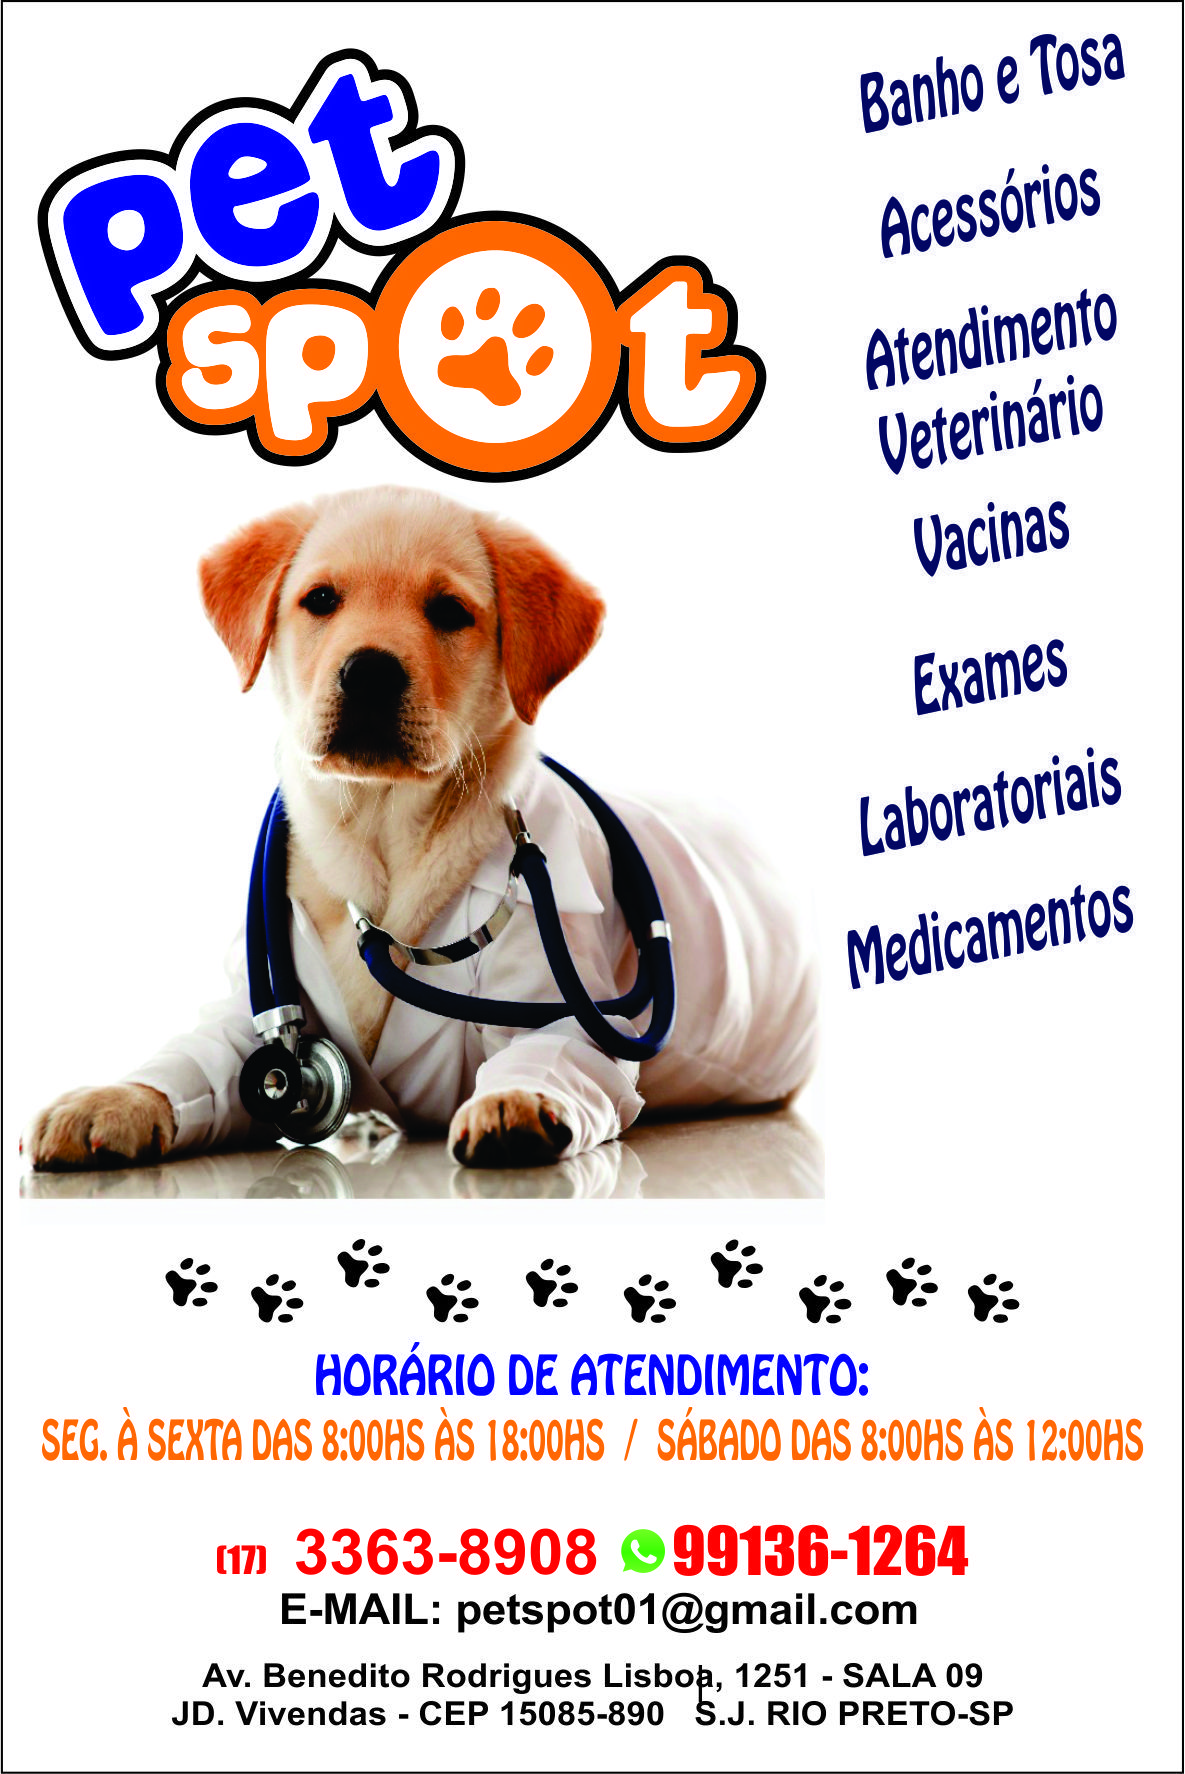 pet
spot
Banho e Tosa
Acessórios
Atendimento
Veterinário
Vacinas
Exames
Laboratoriais
Medicamentos
HORÁRIO DE ATENDIMENTO:
SEG. À SEXTA DAS 8:00HS ÀS 18:00HS / SÁBADO DAS 8:00HS ÀS 12:00HS
(17) 3363-8908 99136-1264
E-MAIL: petspot01@gmail.com
Av. Benedito Rodrigues Lisboa, 1251 - SALA 09
JD. Vivendas - CEP 15085-890 S.J. RIO PRETO-SP